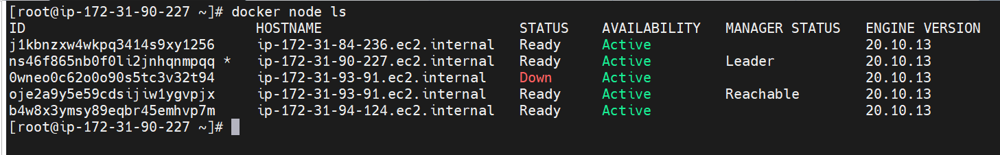 [root@ip-172-31-90-227 ~]# docker node ls
ID HOSTNAME STATUS AVAILABILITY MANAGER STATUS ENGINE VERSION
j1kbnzxw4wkpq3414s9xy1256 ip-172-31-84-236.ec2.internal Ready Active 20.10.13
ns46f865nb0f0li2jnhqnmpqq * ip-172-31-90-227.ec2.internal Ready Active Leader 20.10.13
0wneo0c62o0o90s5tc3v32t94 ip-172-31-93-91.ec2.internal Down Active 20.10.13
oje2a9y5e59cdsijiw1ygvpjx ip-172-31-93-91.ec2.internal Ready Active Reachable 20.10.13
b4w8x3ymsy89eqbr45emhvp7m ip-172-31-94-124.ec2.internal Ready Active 20.10.13
[root@ip-172-31-90-227 ~]#